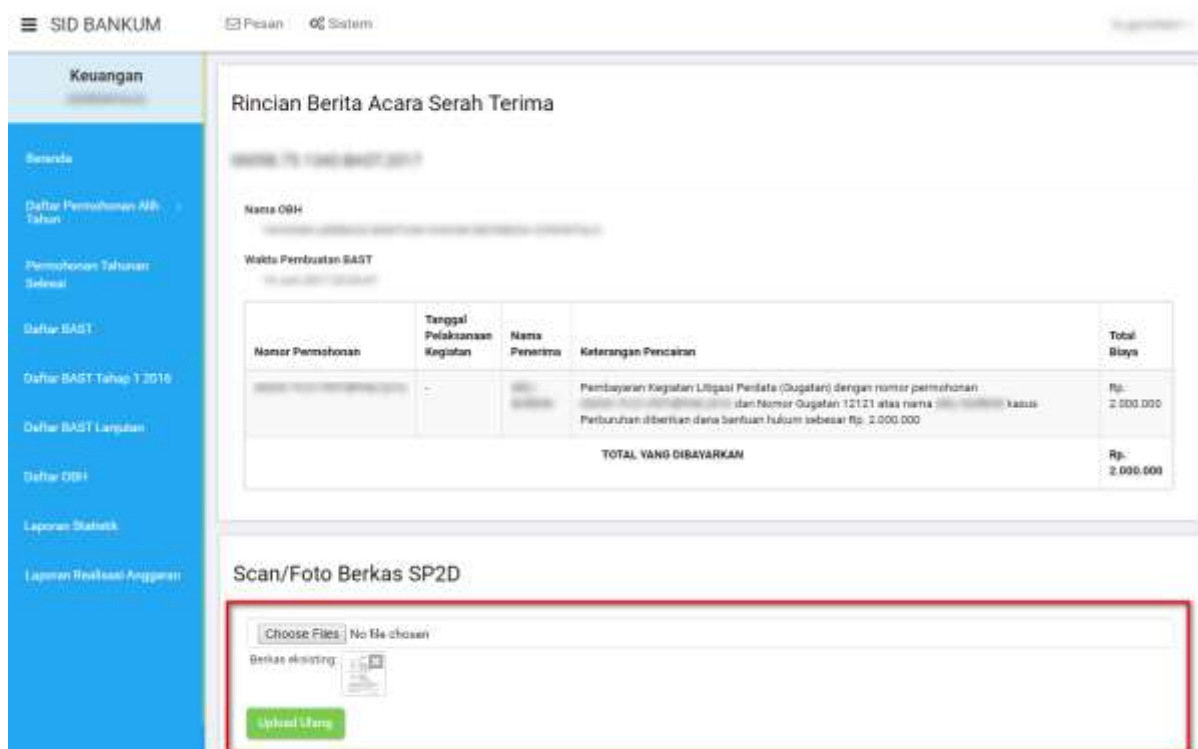 SID BANKUM
Pesan
Sistem
Keuangan
Beranda
Daftar Permohonan Alih
Tahun
Permohonan Tahunan
Selesai
Daftar BAST
Daftar BAST Tahap 1 2016
Daftar BAST Lanjutan
Daftar OBH
Laporan Statistik
Laporan Realisasi Anggaran
Rincian Berita Acara Serah Terima
Nama OBH
Waktu Pembuatan BAST
Nomor Permohonan
Tanggal
Pelaksanaan
Kegiatan
Nama
Penerima
Keterangan Pencairan
Total
Biaya
-
Pembayaran Kegiatan Litigasi Perdata (Gugatan) dengan nomor permohonan
dan Nomor Gugatan 12121 atas nama kasus
Perburuhan diberikan dana bantuan hukum sebesar Rp. 2.000.000
Rp.
2.000.000
TOTAL YANG DIBAYARKAN
Rp.
2.000.000
Scan/Foto Berkas SP2D
Choose Files No file chosen
Berkas eksisting:
Upload Ulang